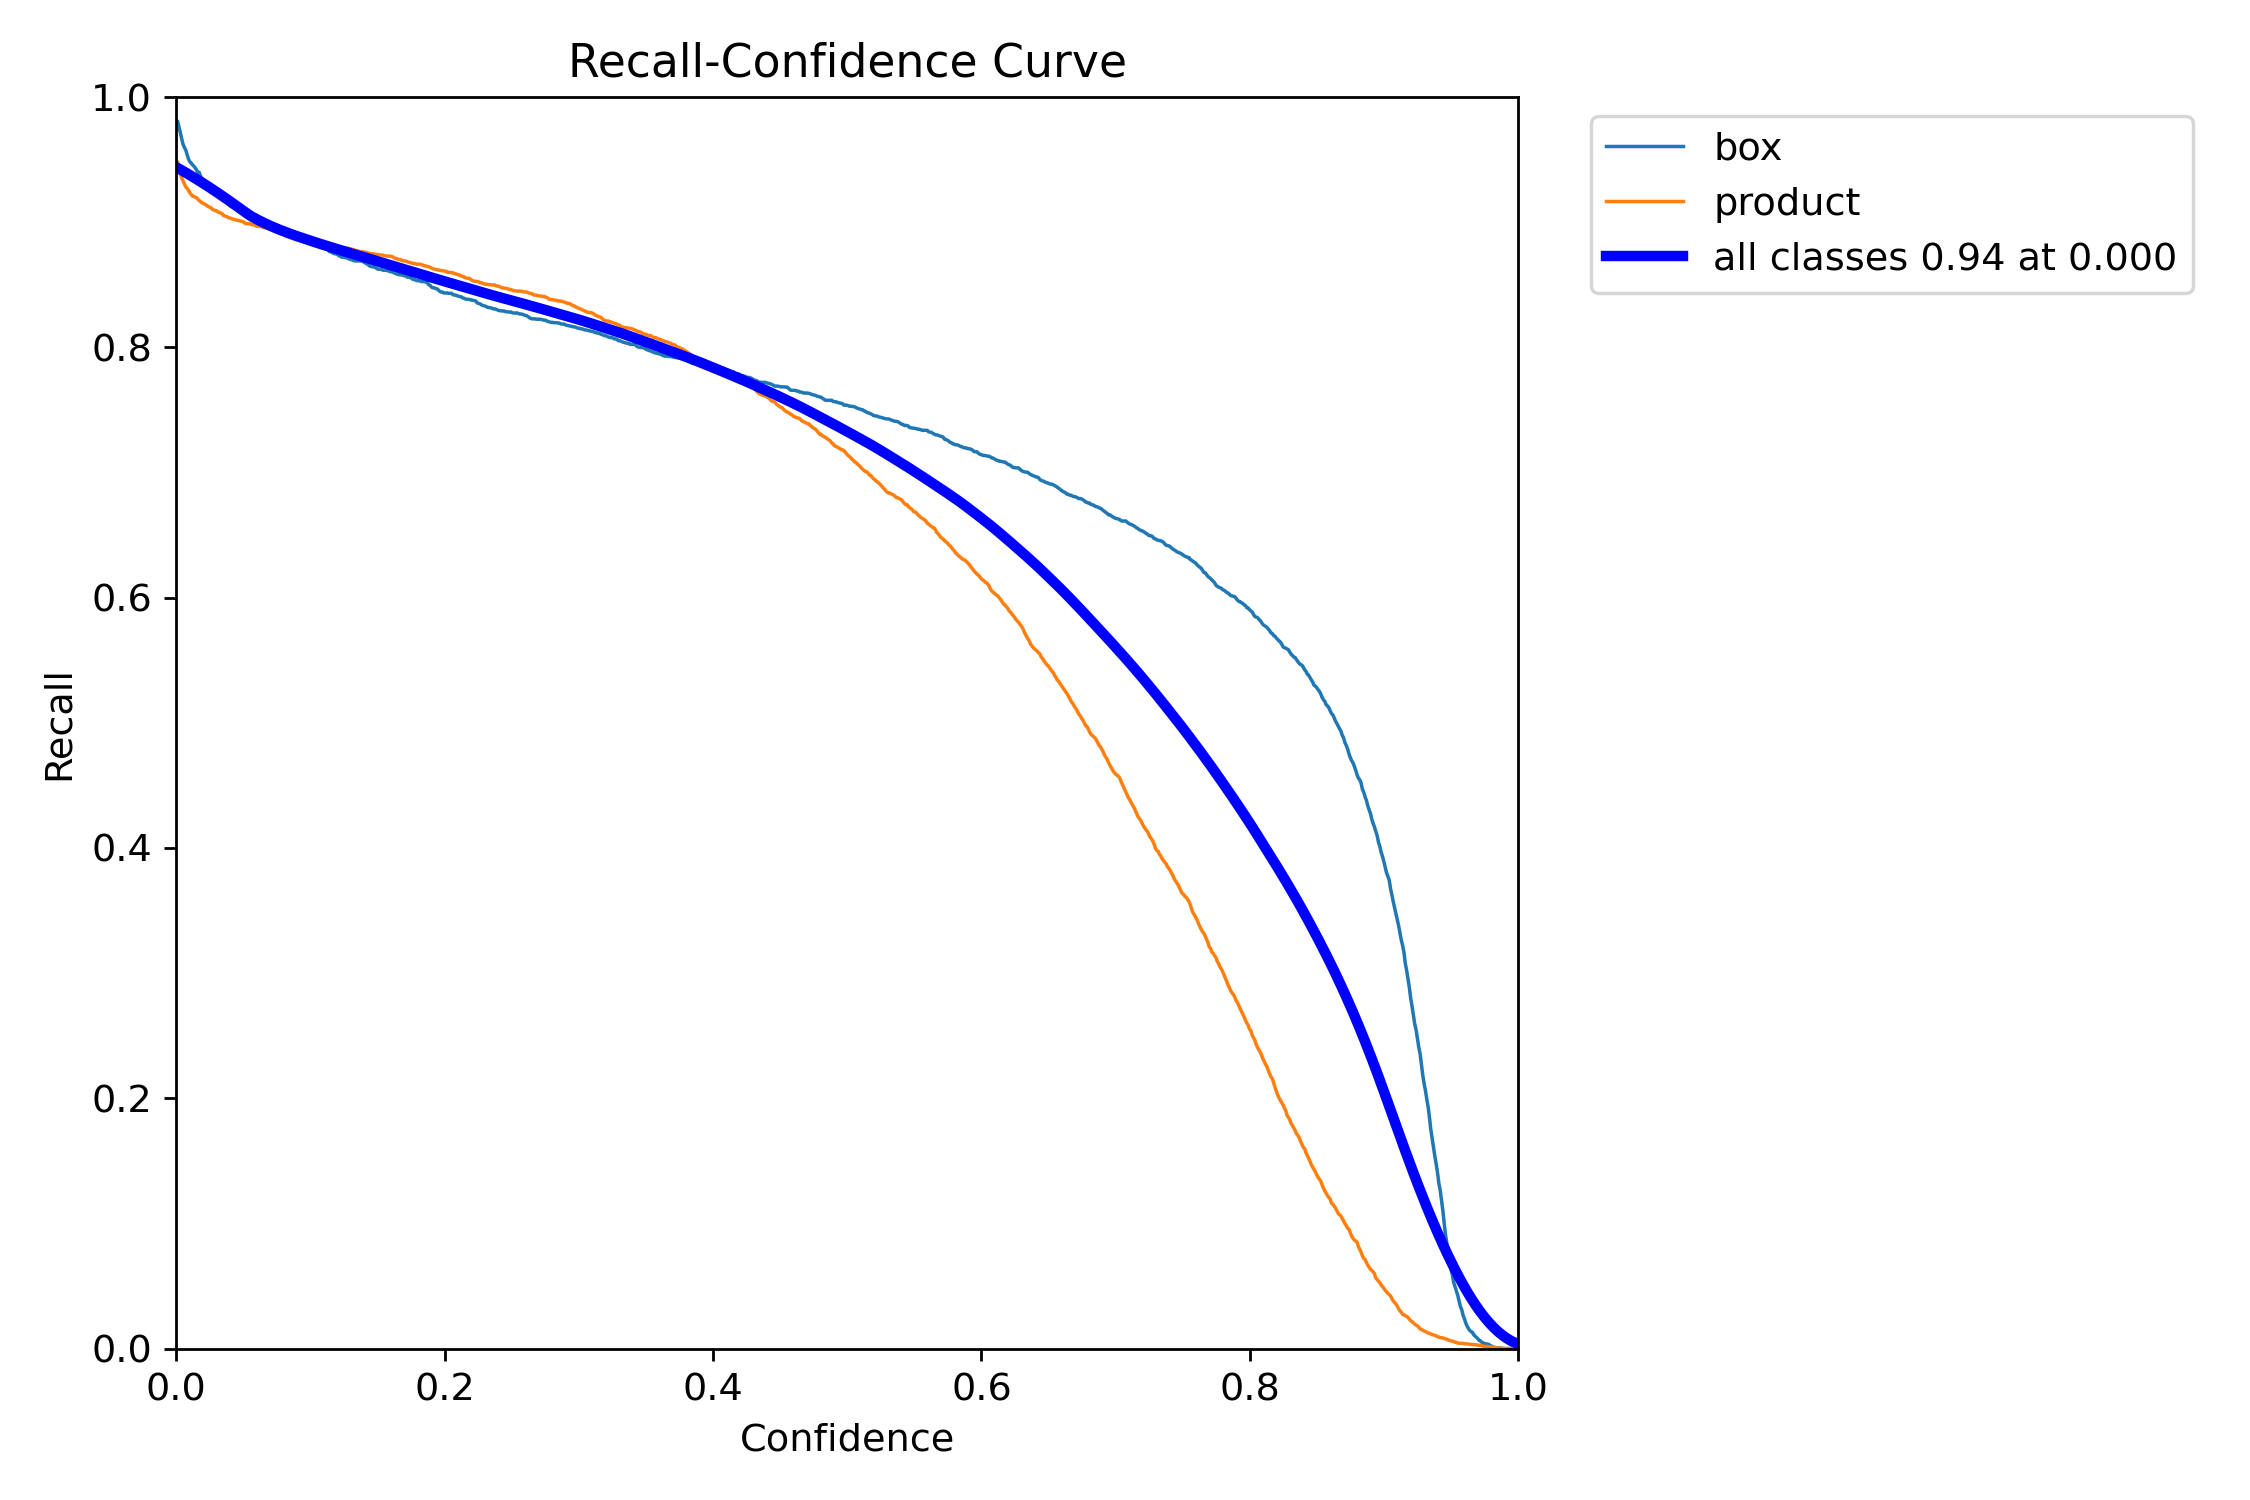 Recall-Confidence Curve
1.0
0.8
0.6
0.4
0.2
0.0
Recall
0.0 0.2 0.4 0.6 0.8 1.0
Confidence
box
product
all classes 0.94 at 0.000